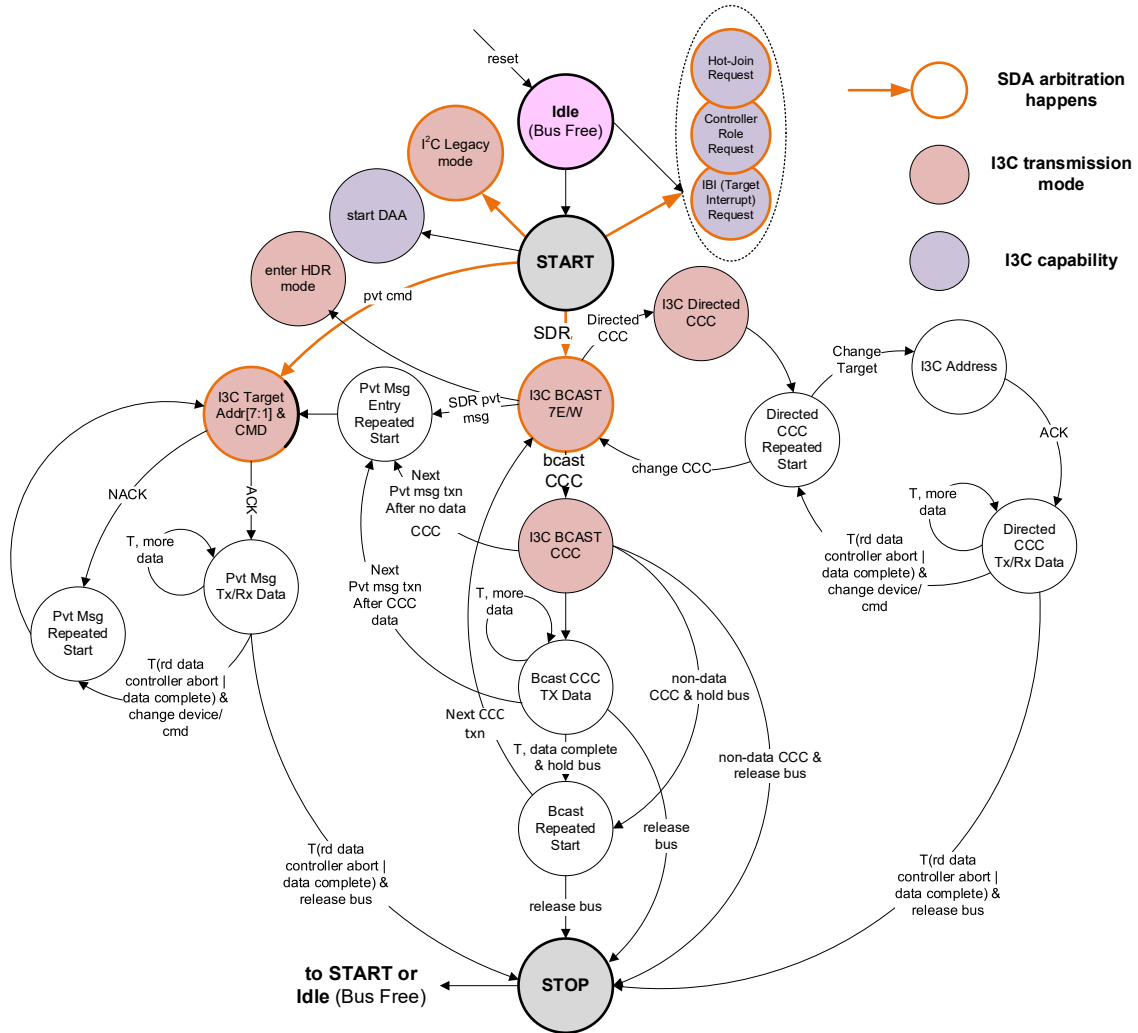 reset
Idle
(Bus Free)
Hot-Join
Request
Controller
Role
Request
IBI (Target
Interrupt)
Request
SDA arbitration
happens
I3C transmission
mode
I3C capability
I²C Legacy
mode
start DAA
enter HDR
mode
START
pvt cmd
SDR
Directed
CCC
I3C Directed
CCC
Change
Target
I3C Address
I3C Target
Addr[7:1] &
CMD
Pvt Msg
Entry
Repeated
Start
SDR pvt
msg
I3C BCAST
7E/W
Directed
CCC
Repeated
Start
change CCC
ACK
bcast
CCC
NACK
ACK
Next
Pvt msg txn
After no data
CCC
I3C BCAST
CCC
T, more
data
Directed
CCC
Tx/Rx Data
T(rd data
controller abort |
data complete) &
change device/
cmd
T, more
data
Pvt Msg
Tx/Rx Data
Next
Pvt msg txn
After CCC
data
T, more
data
Pvt Msg
Repeated
Start
T(rd data
controller abort |
data complete) &
change device/
cmd
Bcast CCC
TX Data
non-data
CCC & hold bus
Next CCC
txn
T, data complete
& hold bus
non-data CCC &
release bus
Bcast
Repeated
Start
release
bus
T(rd data
controller abort |
data complete) &
release bus
T(rd data
controller abort |
data complete) &
release bus
release bus
to START or
Idle (Bus Free)
STOP